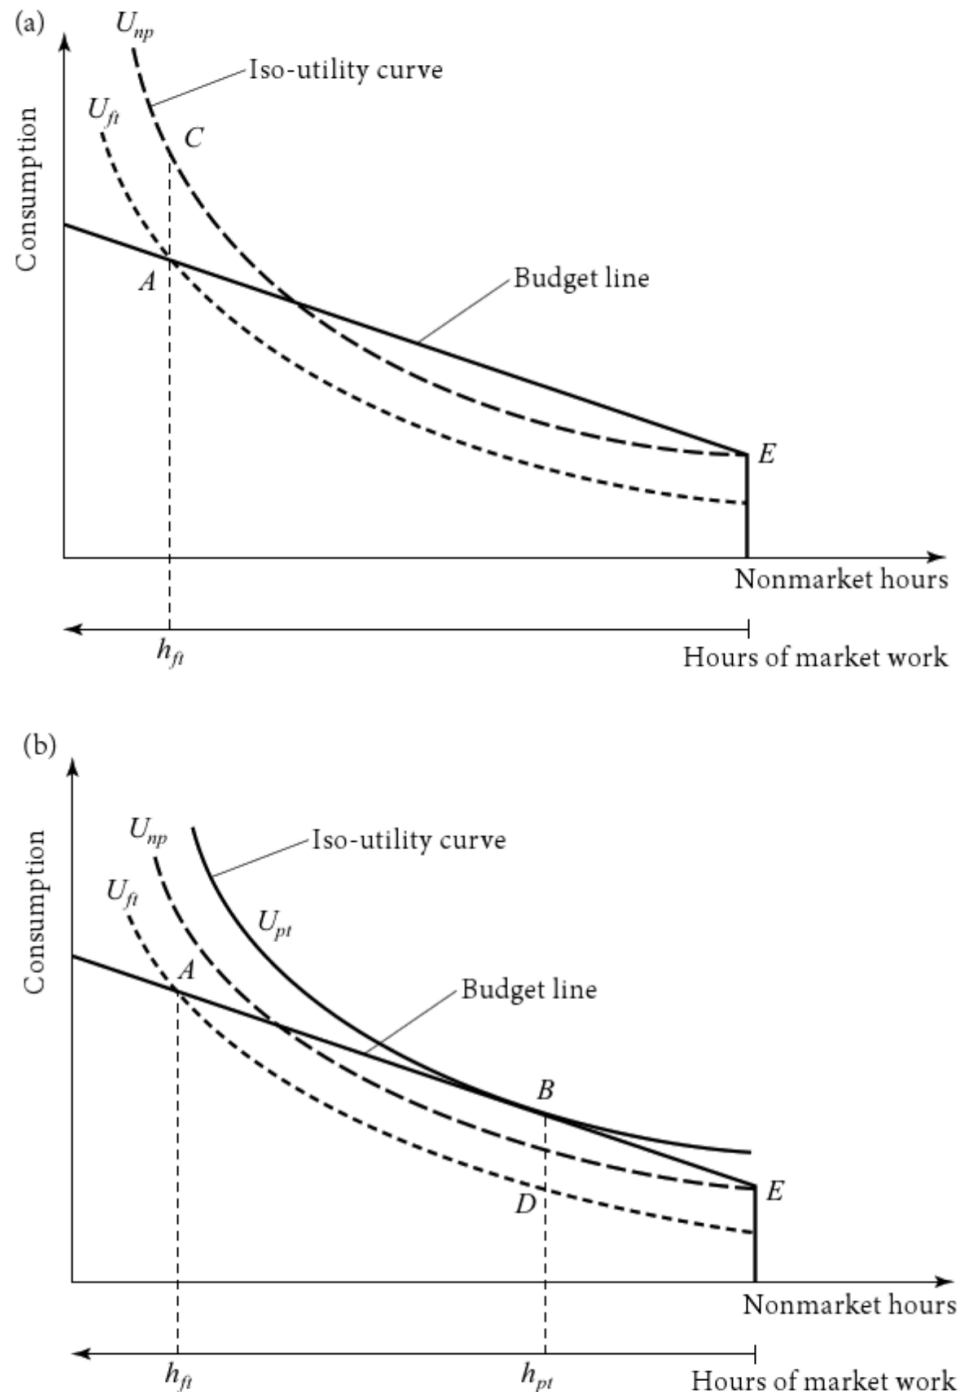 (a)
U_np
Iso-utility curve
U_ft
C
Consumption
A
Budget line
E
Nonmarket hours
h_ft
Hours of market work
(b)
U_np
Iso-utility curve
U_ft
U_pt
Consumption
A
Budget line
B
D
E
Nonmarket hours
h_ft
h_pt
Hours of market work